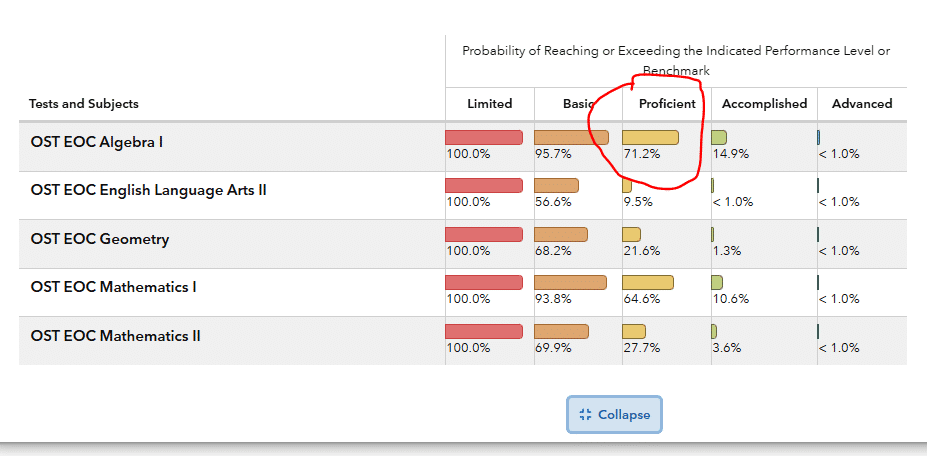 Probability of Reaching or Exceeding the Indicated Performance Level or
Benchmark
Tests and Subjects Limited Basic Proficient Accomplished Advanced
OST EOC Algebra I
100.0% 95.7% 71.2% 14.9% < 1.0%
OST EOC English Language Arts II
100.0% 56.6% 9.5% < 1.0% < 1.0%
OST EOC Geometry
100.0% 68.2% 21.6% 1.3% < 1.0%
OST EOC Mathematics I
100.0% 93.8% 64.6% 10.6% < 1.0%
OST EOC Mathematics II
100.0% 69.9% 27.7% 3.6% < 1.0%
Collapse